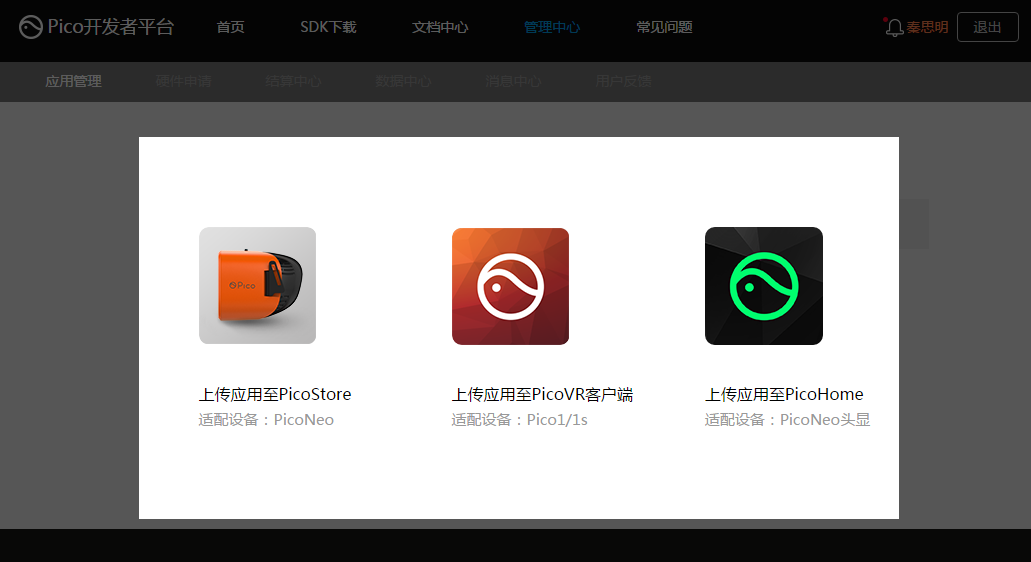 Pico开发者平台
首页
SDK下载
文档中心
管理中心
常见问题
秦思明
退出
应用管理
硬件申请
结算中心
数据中心
消息中心
用户反馈
Pico
上传应用至PicoStore
适配设备：PicoNeo
上传应用至PicoVR客户端
适配设备：Pico1/1s
上传应用至PicoHome
适配设备：PicoNeo头显